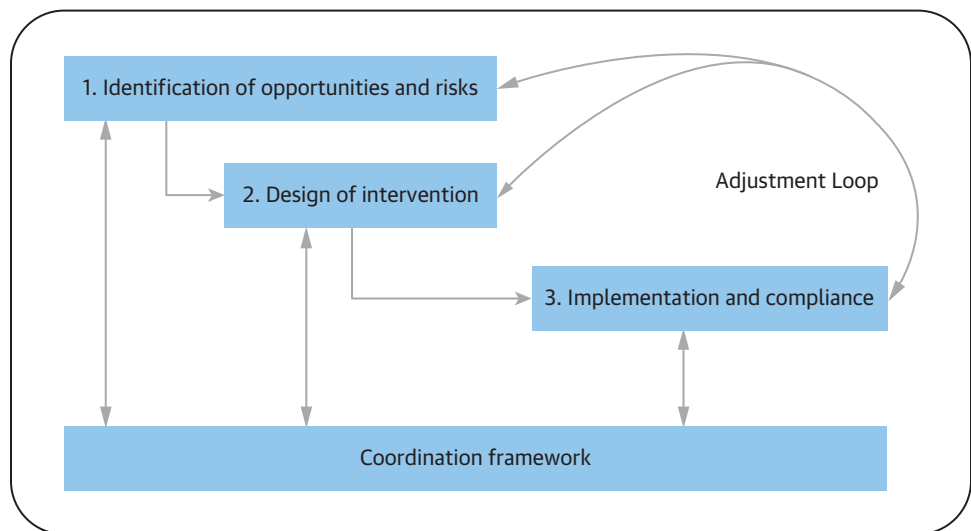 1. Identification of opportunities and risks
2. Design of intervention
Adjustment Loop
3. Implementation and compliance
Coordination framework